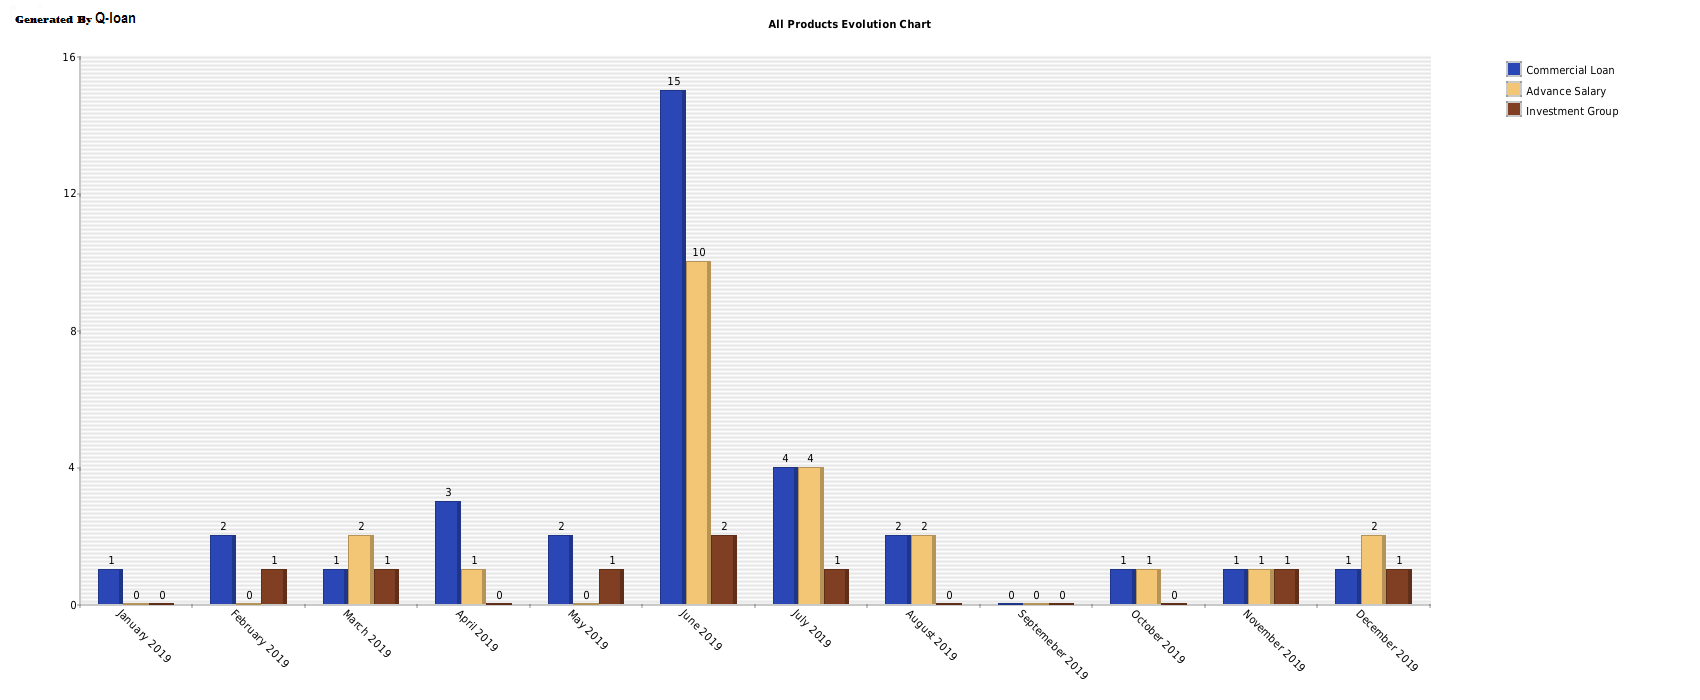 Generated By Q-loan
All Products Evolution Chart
16
12
8
4
0
Commercial Loan
Advance Salary
Investment Group
1 0 0
2 0 1
1 2 1
3 1 0
2 0 1
15 10 2
4 4 1
2 2 0
0 0 0
1 1 0
1 1 1
1 2 1
January 2019
February 2019
March 2019
April 2019
May 2019
June 2019
July 2019
August 2019
Septemeber 2019
October 2019
November 2019
December 2019